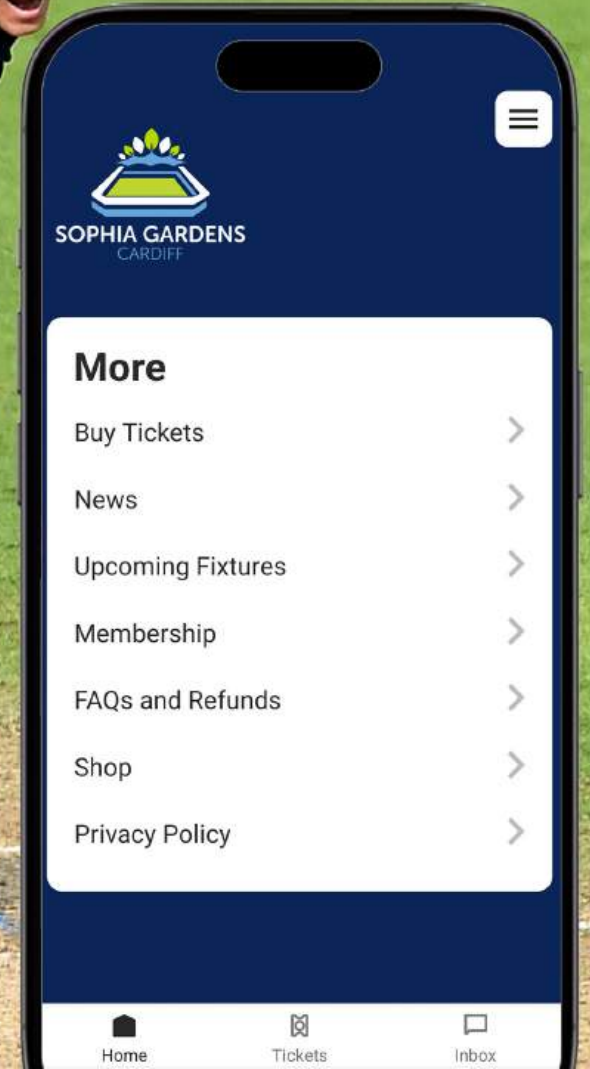 SOPHIA GARDENS
CARDIFF
More
Buy Tickets
News
Upcoming Fixtures
Membership
FAQs and Refunds
Shop
Privacy Policy
Home
Tickets
Inbox